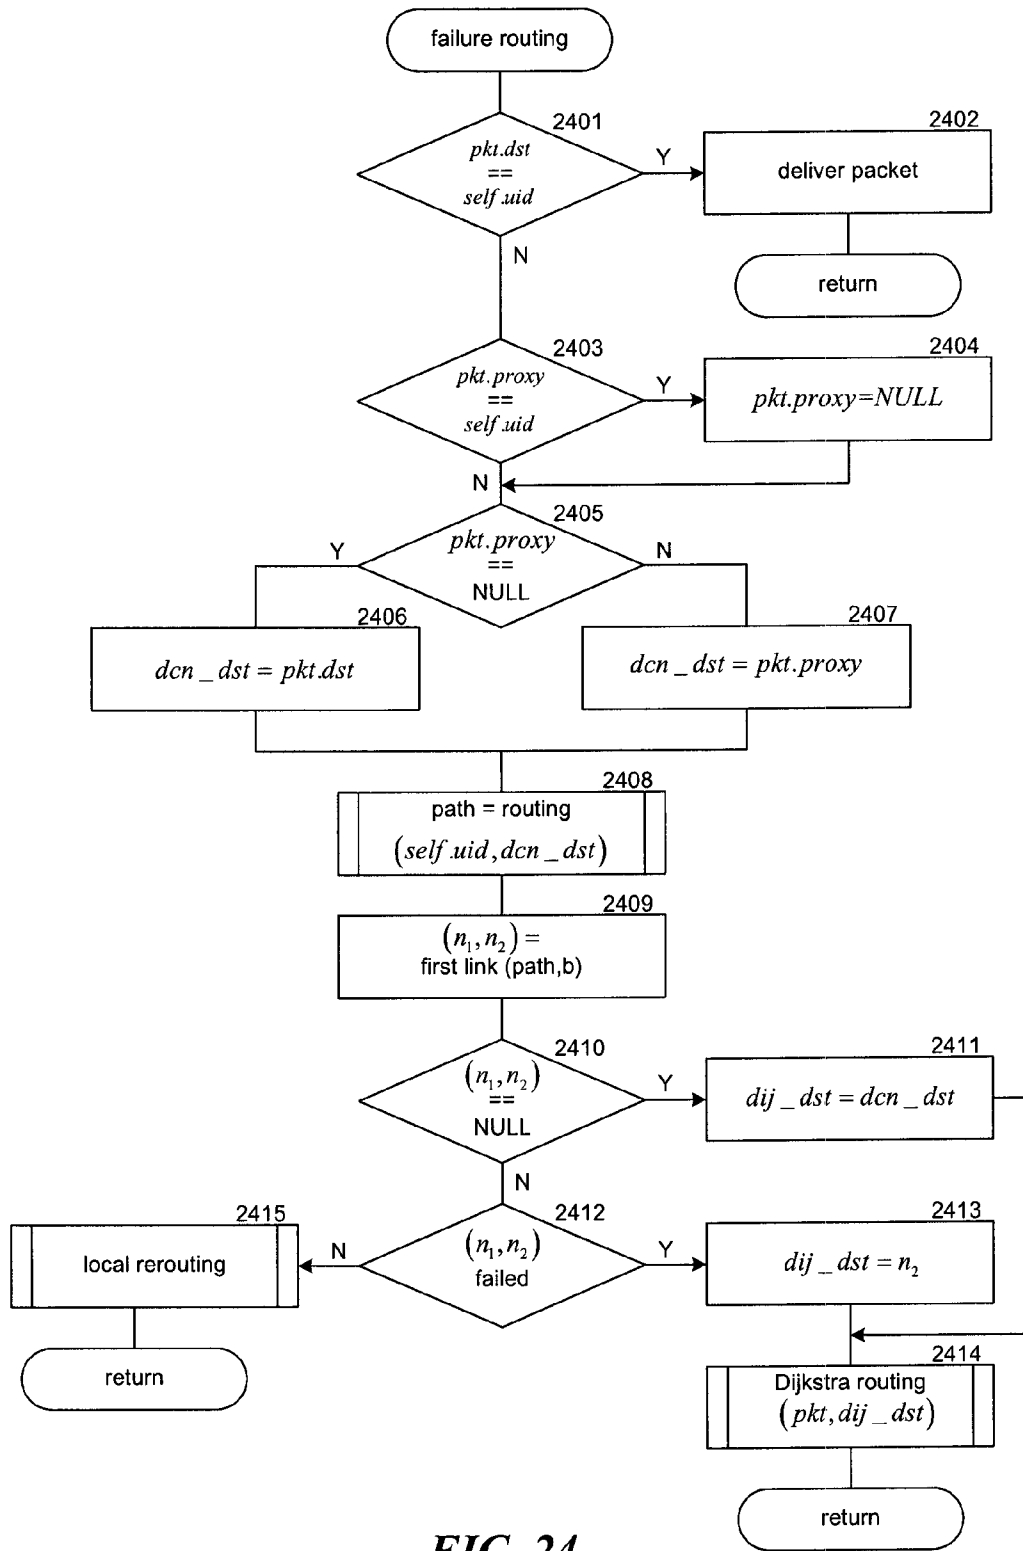 failure routing
2401
pkt.dst
==
self.uid
Y
2402
deliver packet
N
return
2403
pkt.proxy
==
self.uid
Y
2404
pkt.proxy=NULL
N
2405
pkt.proxy
==
NULL
Y
N
2406
dcn_dst = pkt.dst
2407
dcn_dst = pkt.proxy
2408
path = routing
(self.uid,dcn_dst)
2409
(n₁,n₂) =
first link (path,b)
2410
(n₁,n₂)
==
NULL
Y
2411
dij_dst = dcn_dst
N
2412
(n₁,n₂)
failed
N
Y
2415
local rerouting
2413
dij_dst = n₂
return
2414
Dijkstra routing
(pkt,dij_dst)
return
FIG. 24